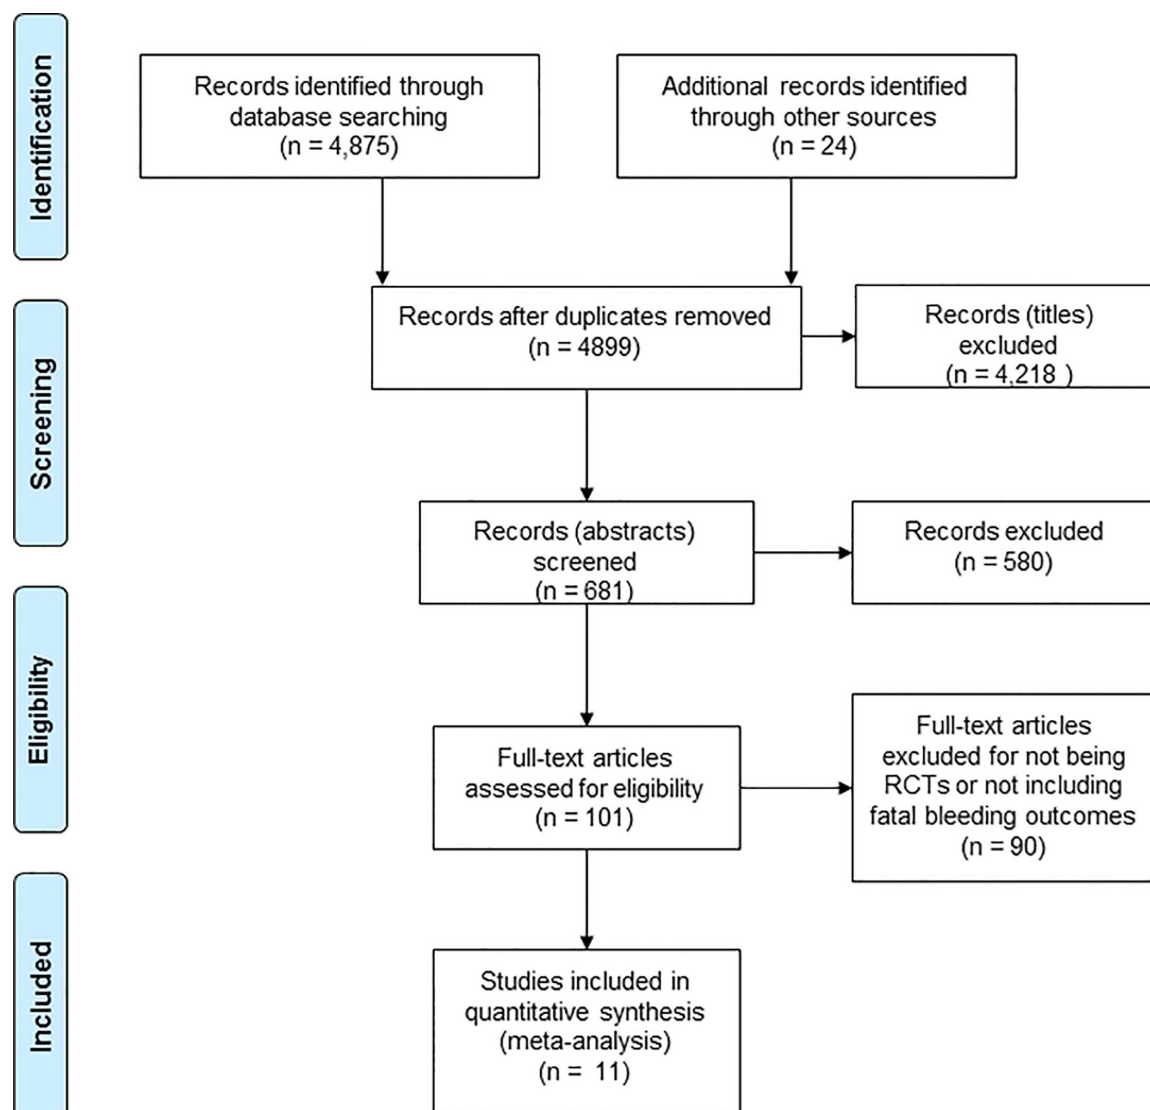 Identification
Records identified through
database searching
(n = 4,875)
Additional records identified
through other sources
(n = 24)
Screening
Records after duplicates removed
(n = 4899)
Records (titles)
excluded
(n = 4,218 )
Records (abstracts)
screened
(n = 681)
Records excluded
(n = 580)
Eligibility
Full-text articles
assessed for eligibility
(n = 101)
Full-text articles
excluded for not being
RCTs or not including
fatal bleeding outcomes
(n = 90)
Included
Studies included in
quantitative synthesis
(meta-analysis)
(n = 11)